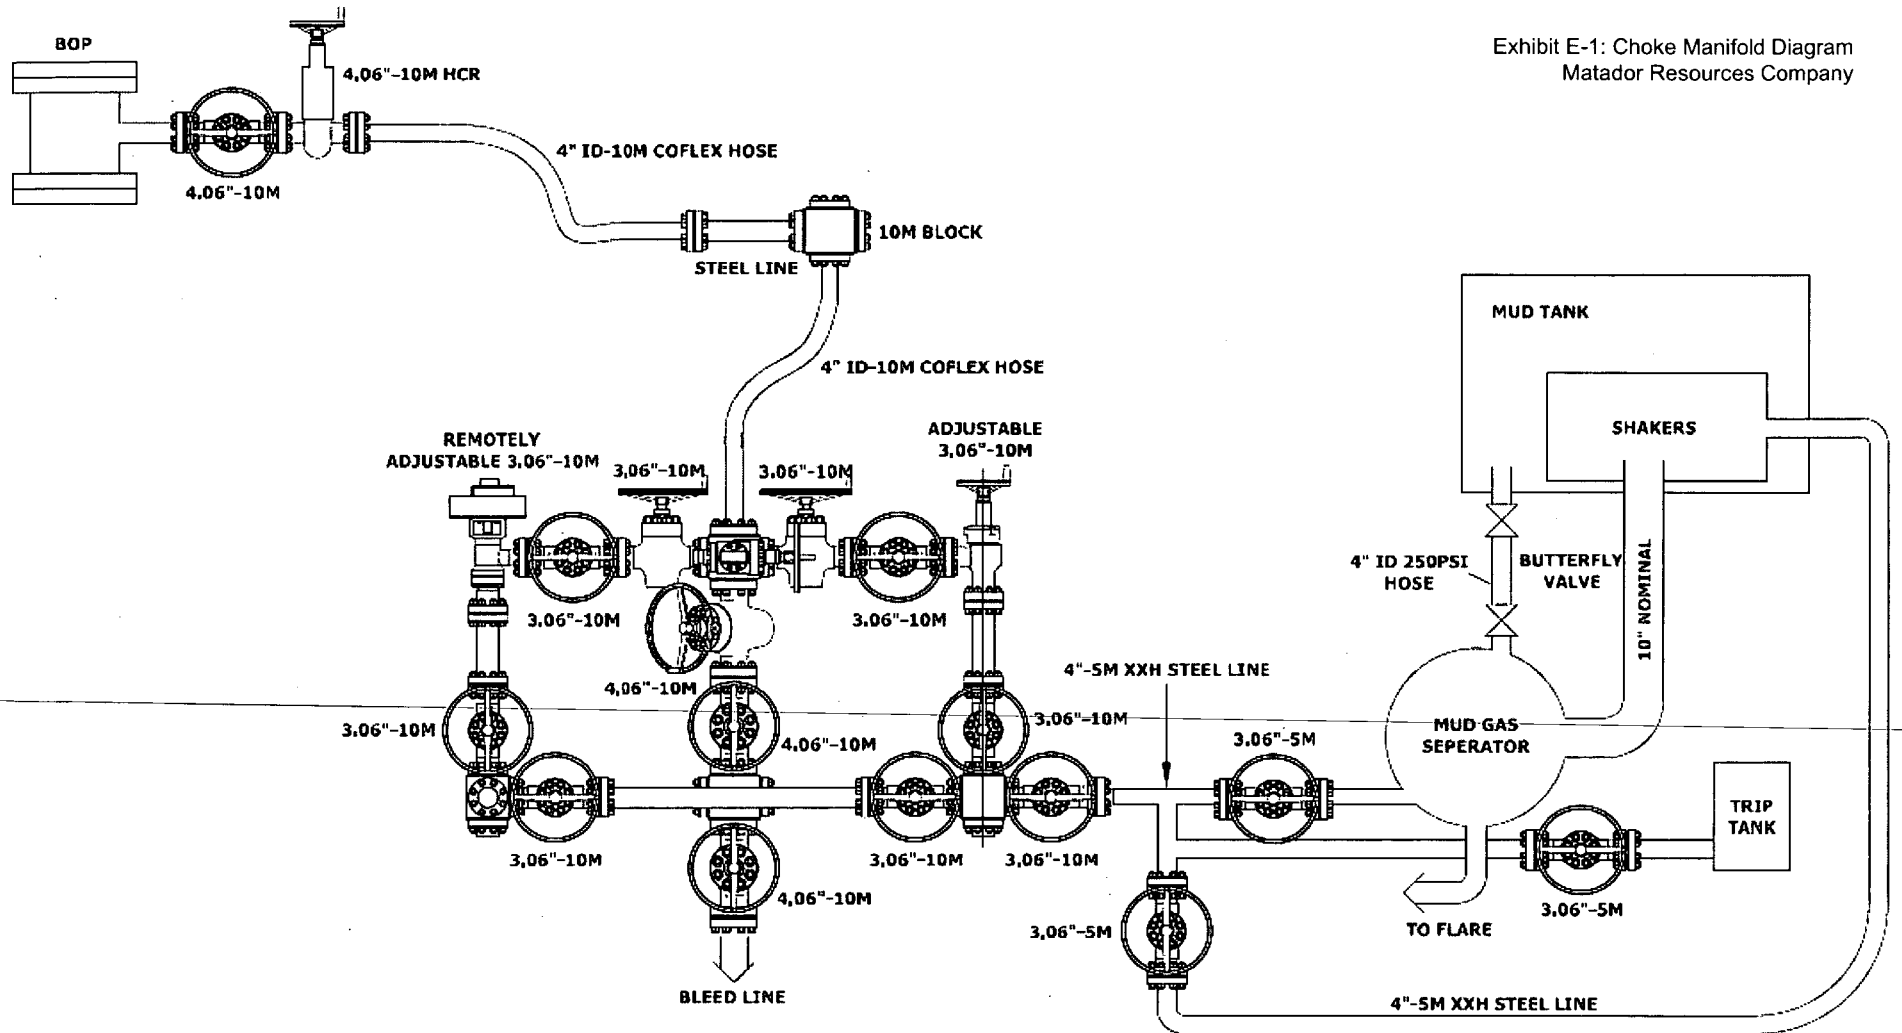 Exhibit E-1: Choke Manifold Diagram
Matador Resources Company
BOP
4.06"-10M HCR
4.06"-10M
4" ID-10M COFLEX HOSE
10M BLOCK
STEEL LINE
4" ID-10M COFLEX HOSE
MUD TANK
SHAKERS
REMOTELY
ADJUSTABLE 3.06"-10M
3.06"-10M
3.06"-10M
ADJUSTABLE
3.06"-10M
4" ID 250PSI
HOSE
BUTTERFLY
VALVE
10" NOMINAL
3.06"-10M
3.06"-10M
4.06"-10M
4"-5M XXH STEEL LINE
3.06"-10M
4.06"-10M
3.06"-10M
3.06"-5M
MUD GAS
SEPERATOR
TRIP
TANK
3.06"-10M
3.06"-10M
3.06"-10M
4.06"-10M
3.06"-5M
3.06"-5M
TO FLARE
BLEED LINE
4"-5M XXH STEEL LINE